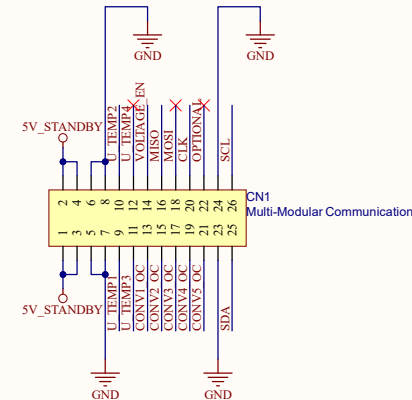 GND
GND
5V_STANDBY
U_TEMP2
U_TEMP4
VOLTAGE_EN
MISO
MOSI
CLK
OPTIONAL
SCL
2 4 6 8 10 12 14 16 18 20 22 24 26
1 3 5 7 9 11 13 15 17 19 21 23 25
CN1
Multi-Modular Communication
5V_STANDBY
U_TEMP1
U_TEMP3
CONV1_OC
CONV2_OC
CONV3_OC
CONV4_OC
CONV5_OC
SDA
GND
GND